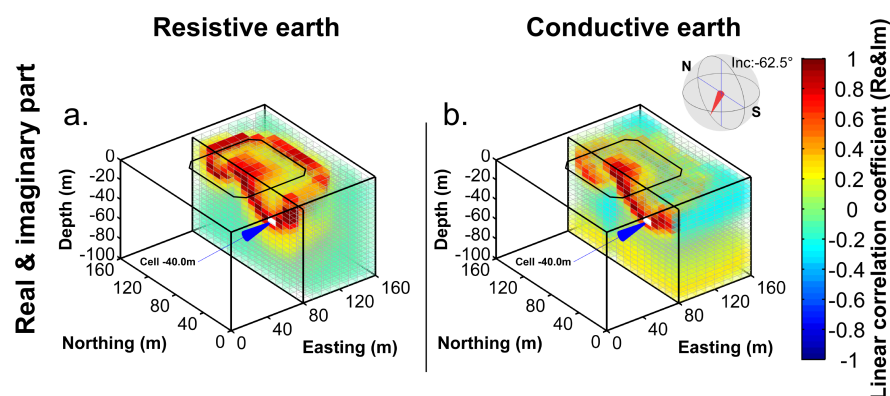 Resistive earth
Conductive earth
Real & imaginary part
a.
0
-20
-40
-60
-80
-100
Depth (m)
160
120
80
40
0
Northing (m)
0
40
80
120
160
Easting (m)
Cell -40.0m
b.
0
-20
-40
-60
-80
-100
Depth (m)
160
120
80
40
0
Northing (m)
0
40
80
120
160
Easting (m)
Cell -40.0m
N
S
Inc:-62.5°
1
0.8
0.6
0.4
0.2
0
-0.2
-0.4
-0.6
-0.8
-1
Linear correlation coefficient (Re&Im)